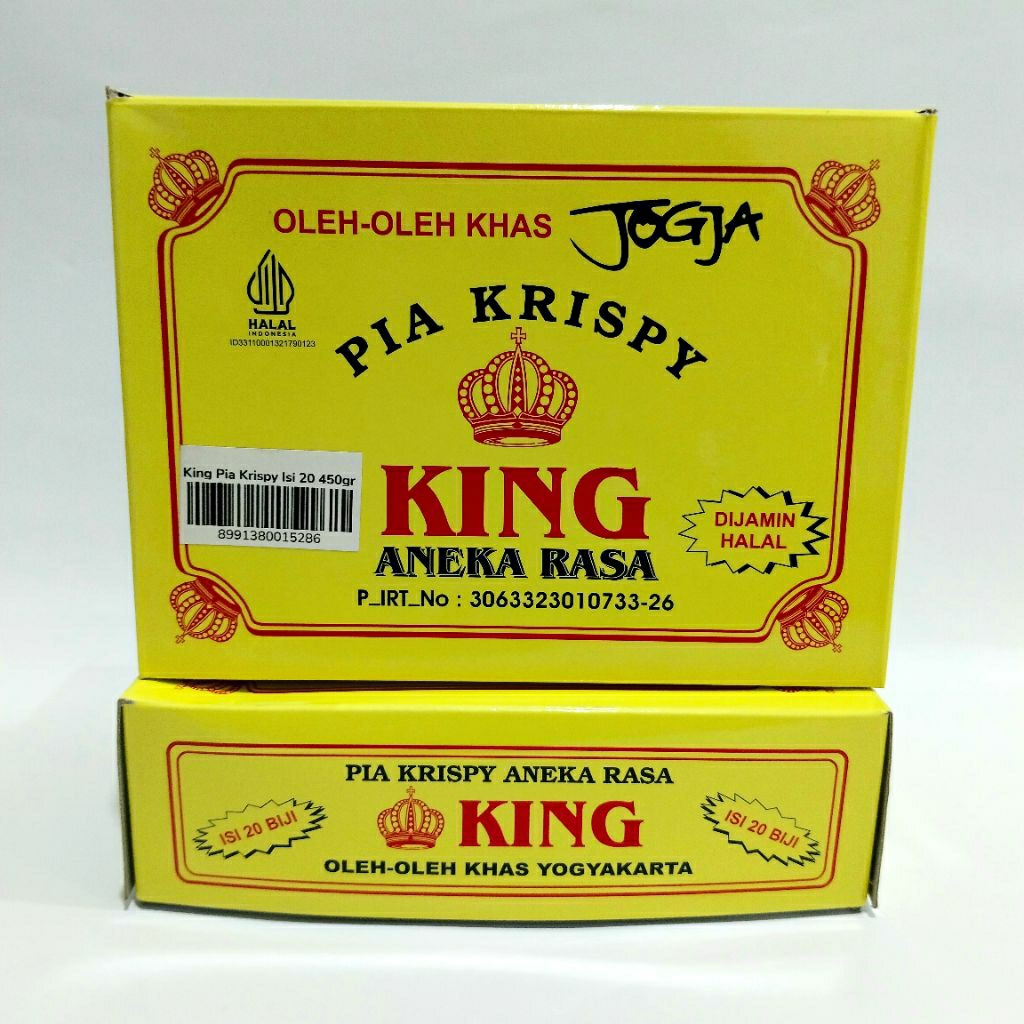 OLEH-OLEH KHAS JOGJA
HALAL
INDONESIA
ID33110001321790123
PIA KRISPY
King Pia Krispy Isi 20 450gr
8991380015286
KING
ANEKA RASA
DIJAMIN
HALAL
P_IRT_No : 3063323010733-26
PIA KRISPY ANEKA RASA
ISI 20 BIJI
KING
ISI 20 BIJI
OLEH-OLEH KHAS YOGYAKARTA